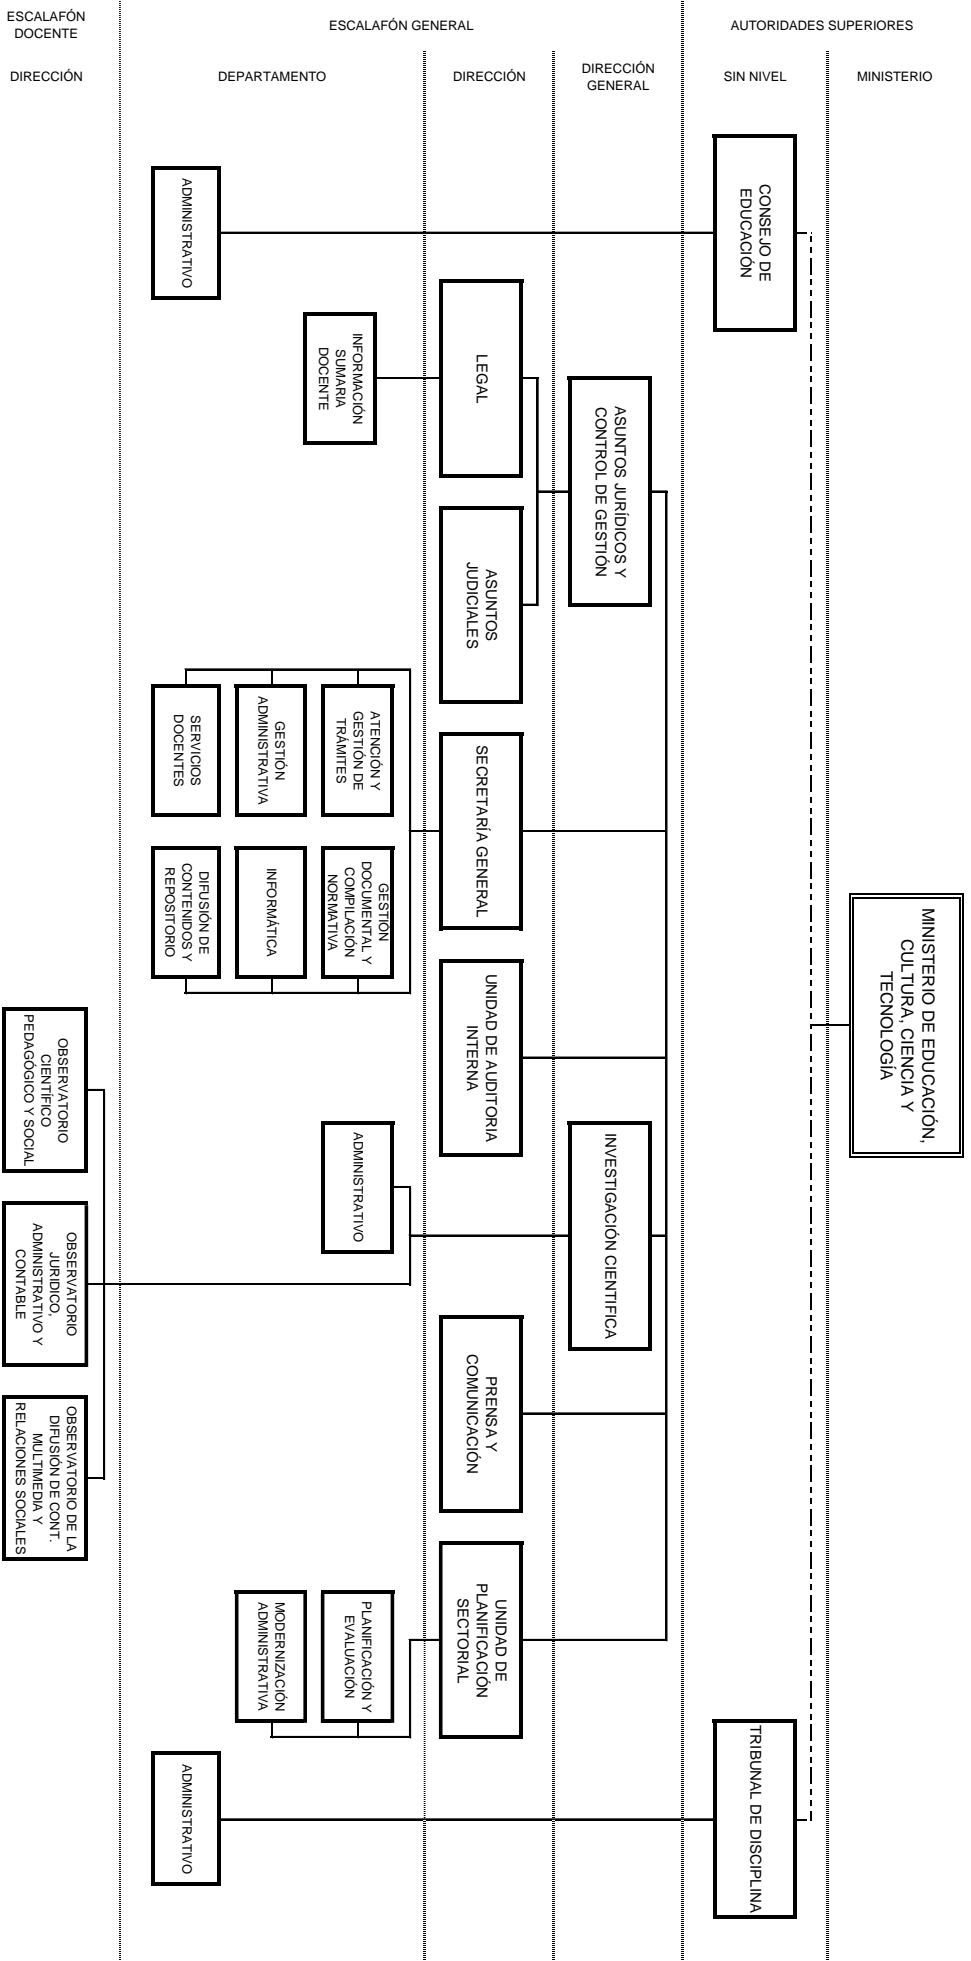 ESCALAFÓN
DOCENTE
ESCALAFÓN GENERAL
AUTORIDADES SUPERIORES
DIRECCIÓN
DEPARTAMENTO
DIRECCIÓN
DIRECCIÓN
GENERAL
SIN NIVEL
MINISTERIO
MINISTERIO DE EDUCACIÓN,
CULTURA, CIENCIA Y
TECNOLOGÍA
CONSEJO DE
EDUCACIÓN
TRIBUNAL DE DISCIPLINA
ASUNTOS JURÍDICOS Y
CONTROL DE GESTIÓN
INVESTIGACIÓN CIENTIFICA
LEGAL
ASUNTOS
JUDICIALES
SECRETARÍA GENERAL
UNIDAD DE AUDITORIA
INTERNA
PRENSA Y
COMUNICACIÓN
UNIDAD DE
PLANIFICACIÓN
SECTORIAL
INFORMACIÓN
SUMARIA
DOCENTE
ATENCIÓN Y
GESTIÓN DE
TRÁMITES
GESTIÓN
DOCUMENTAL Y
COMPILACIÓN
NORMATIVA
ADMINISTRATIVO
PLANIFICACIÓN Y
EVALUACIÓN
GESTIÓN
ADMINISTRATIVA
INFORMÁTICA
MODERNIZACIÓN
ADMINISTRATIVA
ADMINISTRATIVO
SERVICIOS
DOCENTES
DIFUSIÓN DE
CONTENIDOS Y
REPOSITORIO
ADMINISTRATIVO
OBSERVATORIO
CIENTÍFICO
PEDAGÓGICO Y SOCIAL
OBSERVATORIO
JURIDICO,
ADMINISTRATIVO Y
CONTABLE
OBSERVATORIO DE LA
DIFUSIÓN DE CONT.
MULTIMEDIA Y
RELACIONES SOCIALES